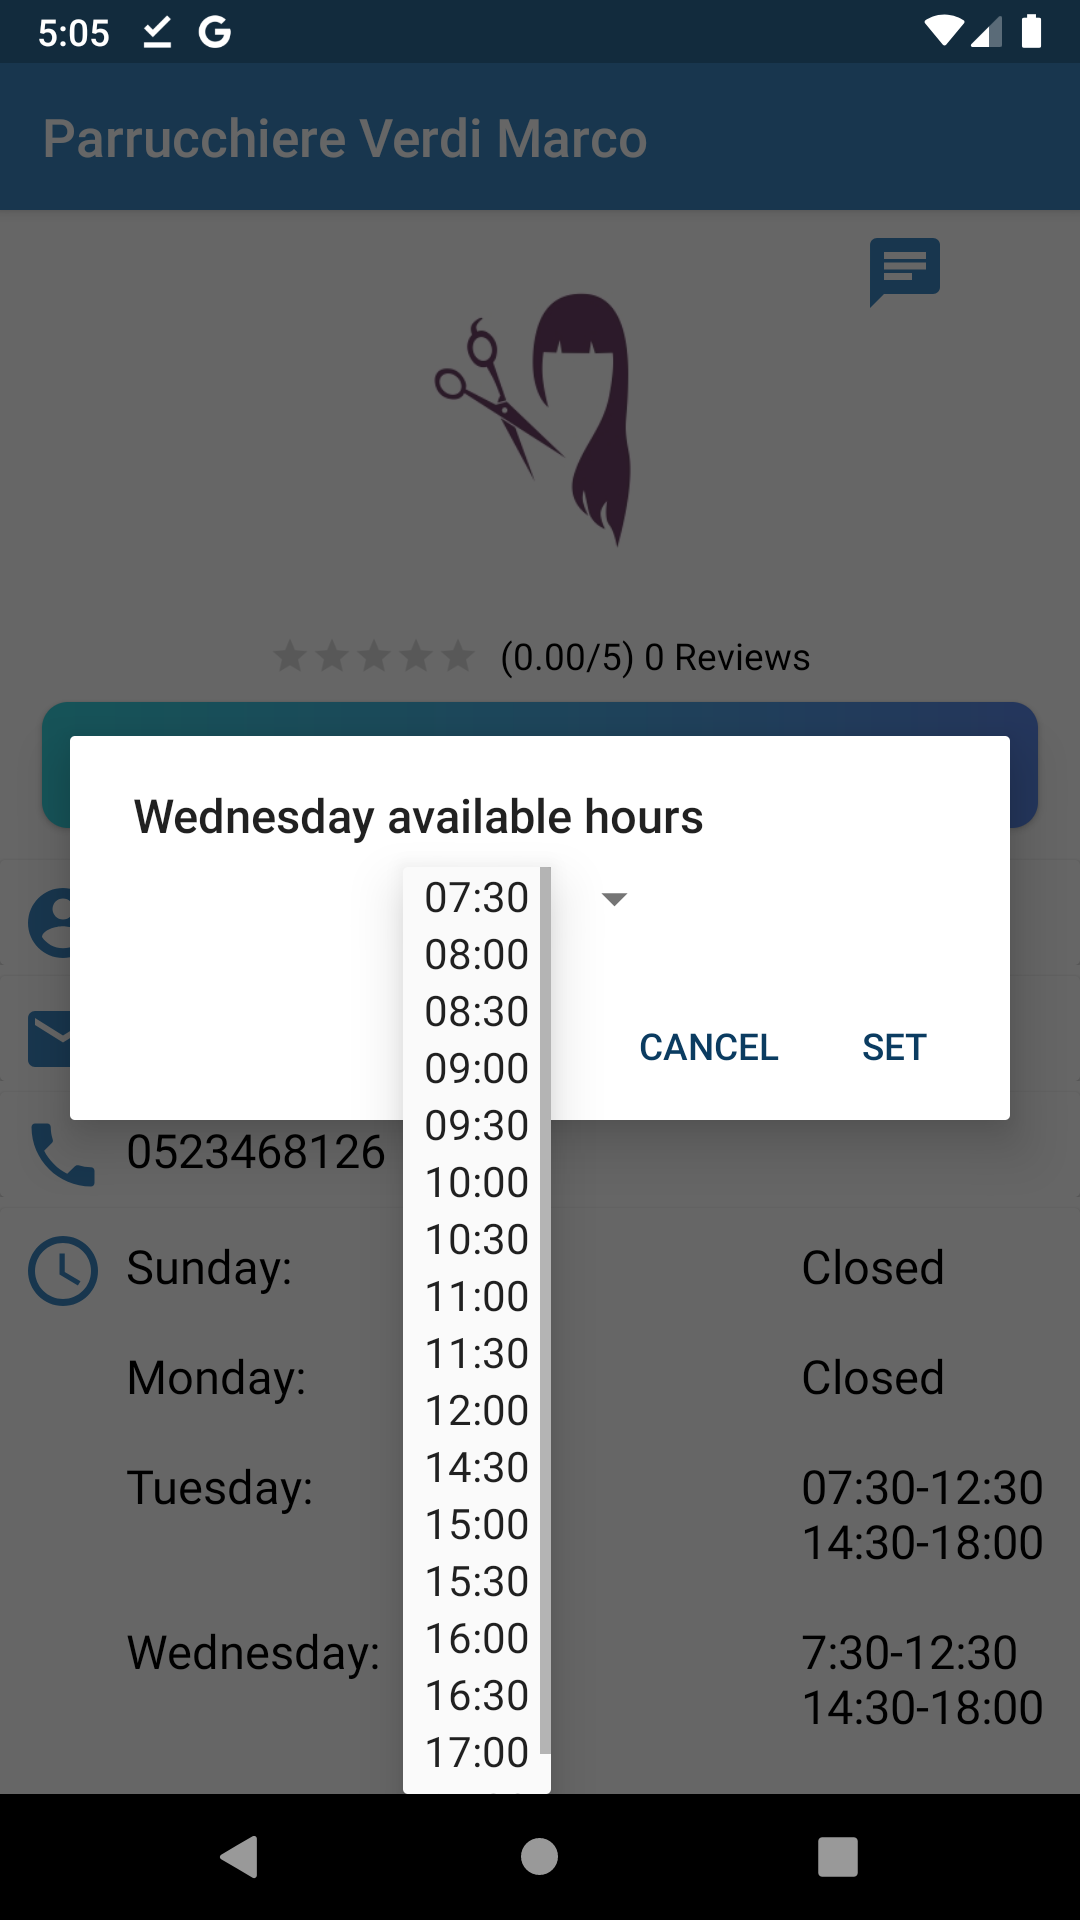 5:05
Parrucchiere Verdi Marco
(0.00/5) 0 Reviews
Wednesday available hours
07:30
08:00
08:30
09:00
09:30
10:00
10:30
11:00
11:30
12:00
14:30
15:00
15:30
16:00
16:30
17:00
CANCEL SET
0523468126
Sunday: Closed
Monday: Closed
Tuesday: 07:30-12:30
14:30-18:00
Wednesday: 7:30-12:30
14:30-18:00